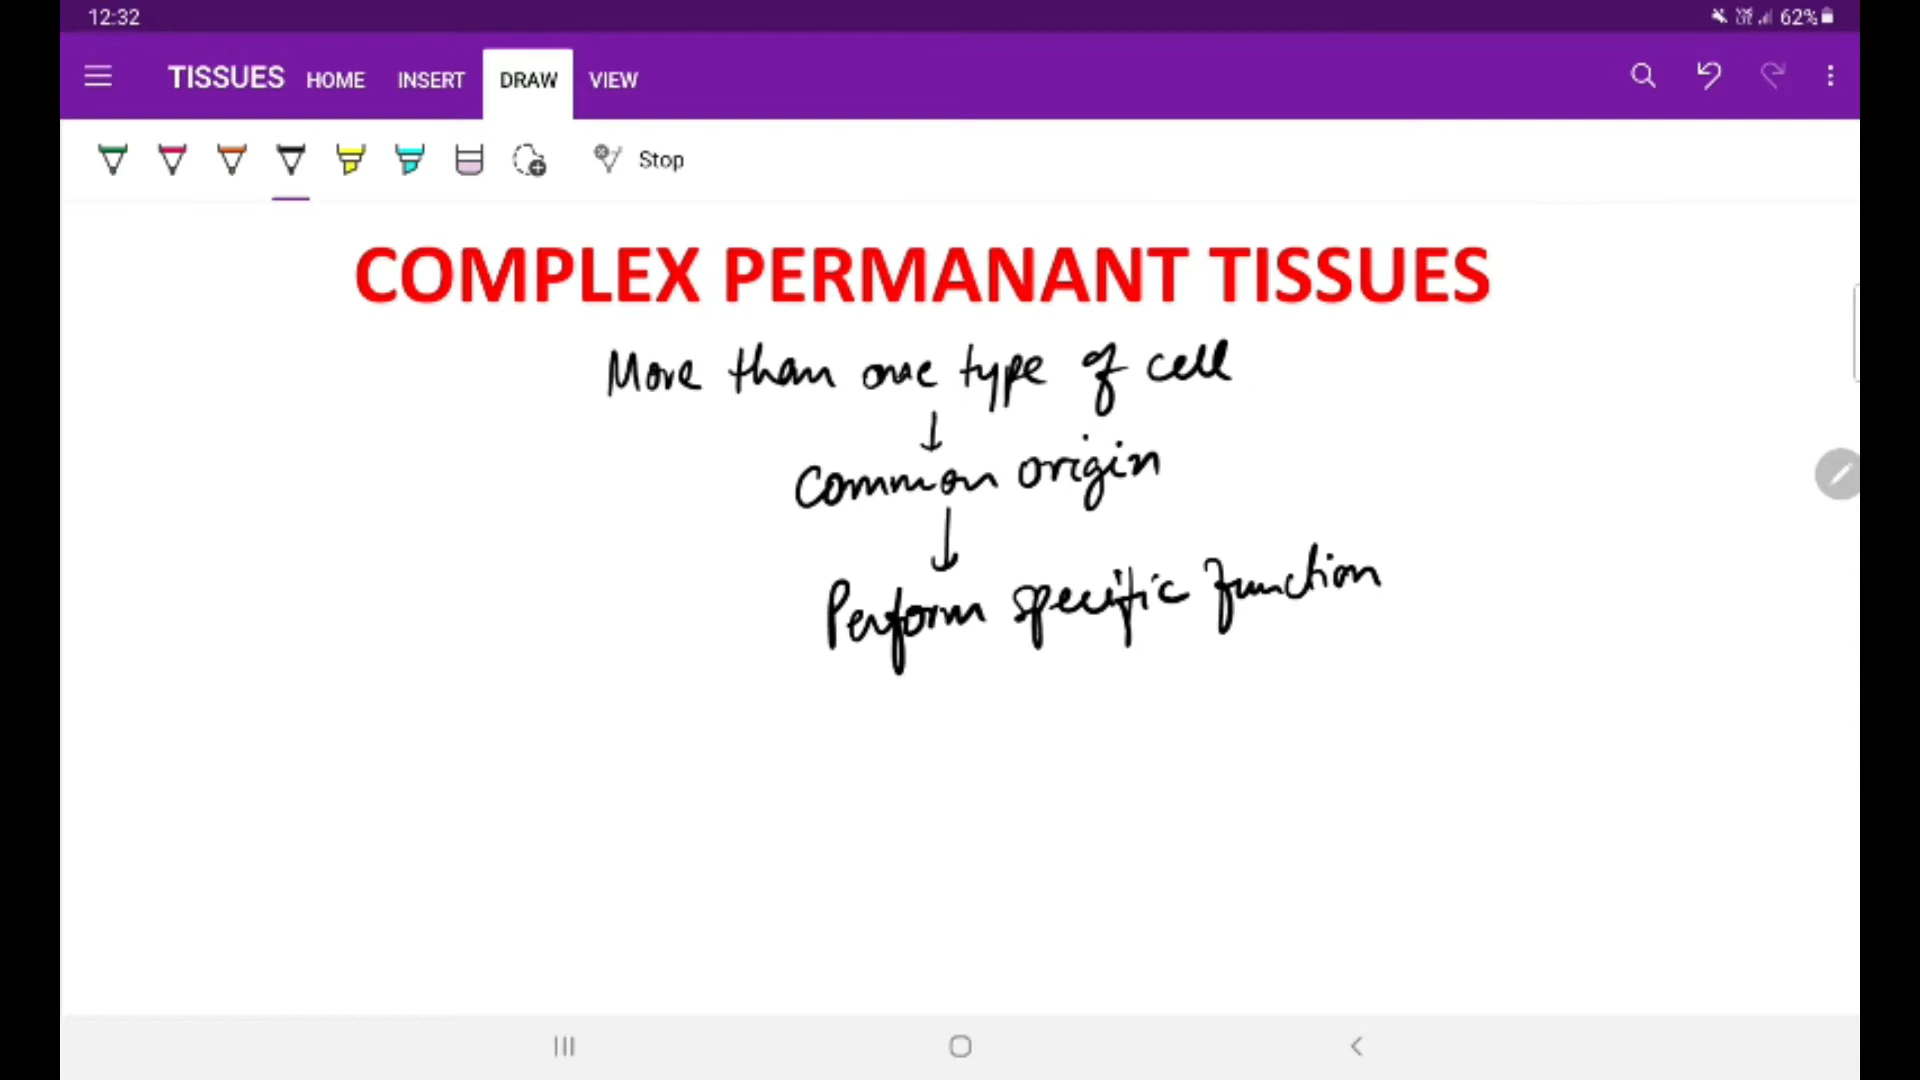 12:32 62%
TISSUES HOME INSERT DRAW VIEW
Stop
COMPLEX PERMANANT TISSUES
More than one type of cell
common origin
Perform specific function